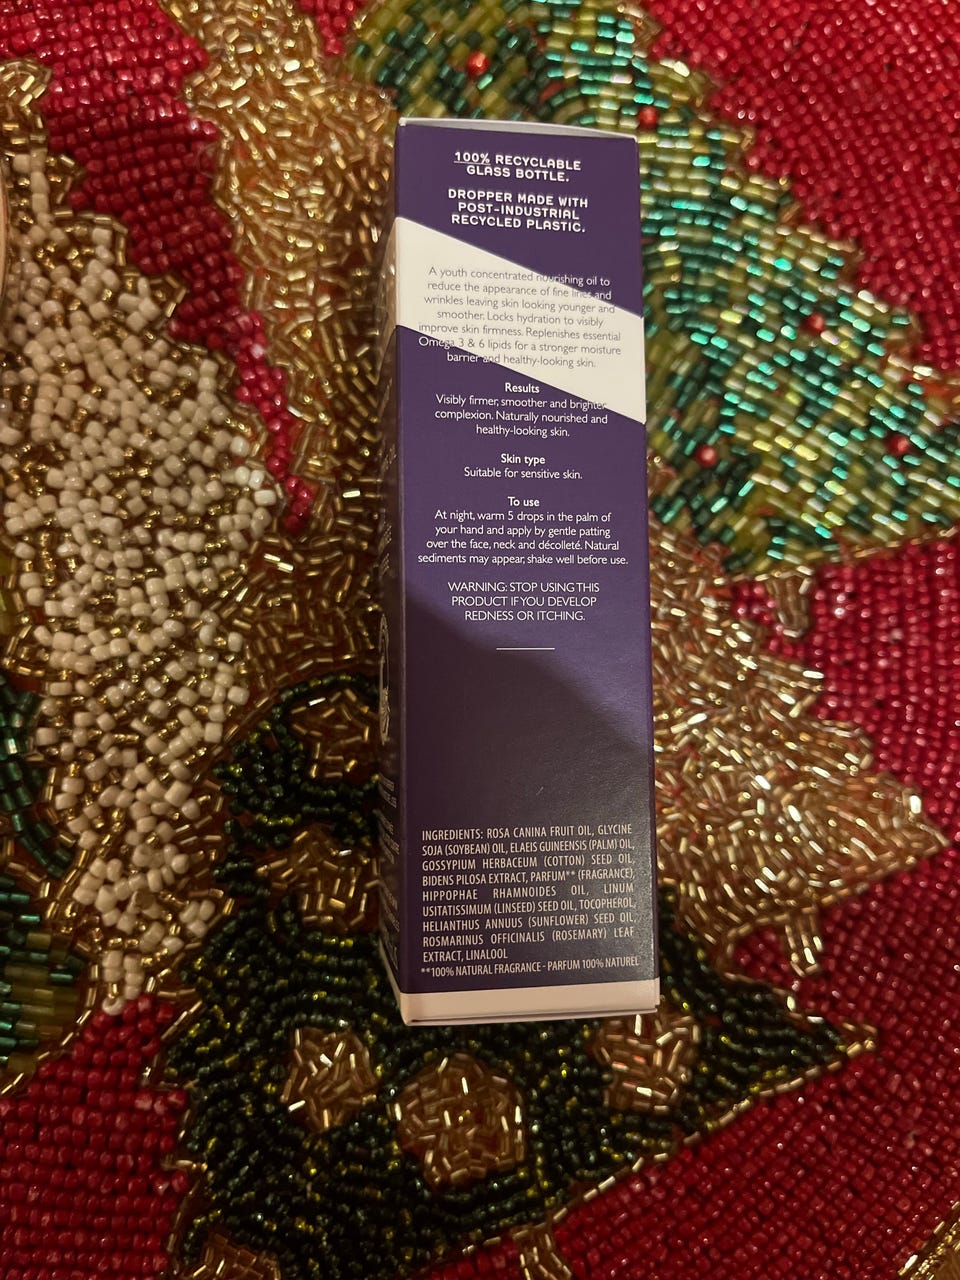 100% RECYCLABLE
GLASS BOTTLE.
DROPPER MADE WITH
POST-INDUSTRIAL
RECYCLED PLASTIC.
A youth concentrated nourishing oil to
reduce the appearance of fine lines and
wrinkles leaving skin looking younger and
smoother. Locks hydration to visibly
improve skin firmness. Replenishes essential
Omega 3 & 6 lipids for a stronger moisture
barrier and healthy-looking skin.
Results
Visibly firmer, smoother and brighter
complexion. Naturally nourished and
healthy-looking skin.
Skin type
Suitable for sensitive skin.
To use
At night, warm 5 drops in the palm of
your hand and apply by gentle patting
over the face, neck and décolleté. Natural
sediments may appear, shake well before use.
WARNING: STOP USING THIS
PRODUCT IF YOU DEVELOP
REDNESS OR ITCHING.
INGREDIENTS: ROSA CANINA FRUIT OIL, GLYCINE
SOJA (SOYBEAN) OIL, ELAEIS GUINEENSIS (PALM) OIL,
GOSSYPIUM HERBACEUM (COTTON) SEED OIL,
BIDENS PILOSA EXTRACT, PARFUM** (FRAGRANCE),
HIPPOPHAE RHAMNOIDES OIL, LINUM
USITATISSIMUM (LINSEED) SEED OIL, TOCOPHEROL,
HELIANTHUS ANNUUS (SUNFLOWER) SEED OIL,
ROSMARINUS OFFICINALIS (ROSEMARY) LEAF
EXTRACT, LINALOOL
**100% NATURAL FRAGRANCE - PARFUM 100% NATUREL